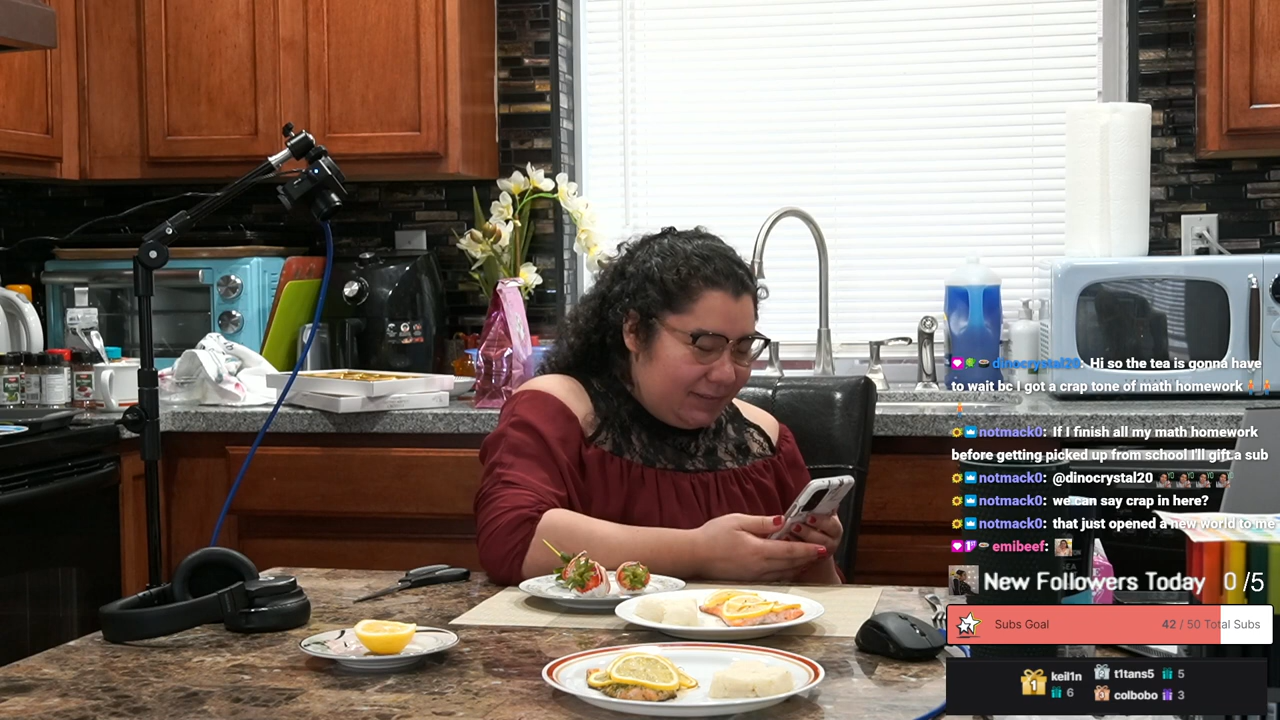 dinocrystal20: Hi so the tea is gonna have
to wait bc I got a crap tone of math homework
notmack0: If I finish all my math homework
before getting picked up from school I'll gift a sub
notmack0: @dinocrystal20
notmack0: we can say crap in here?
notmack0: that just opened a new world to me
emibeef:
New Followers Today 0 /5
Subs Goal 42 / 50 Total Subs
1 keil1n 6
2 t1tans5 5
3 colbobo 3